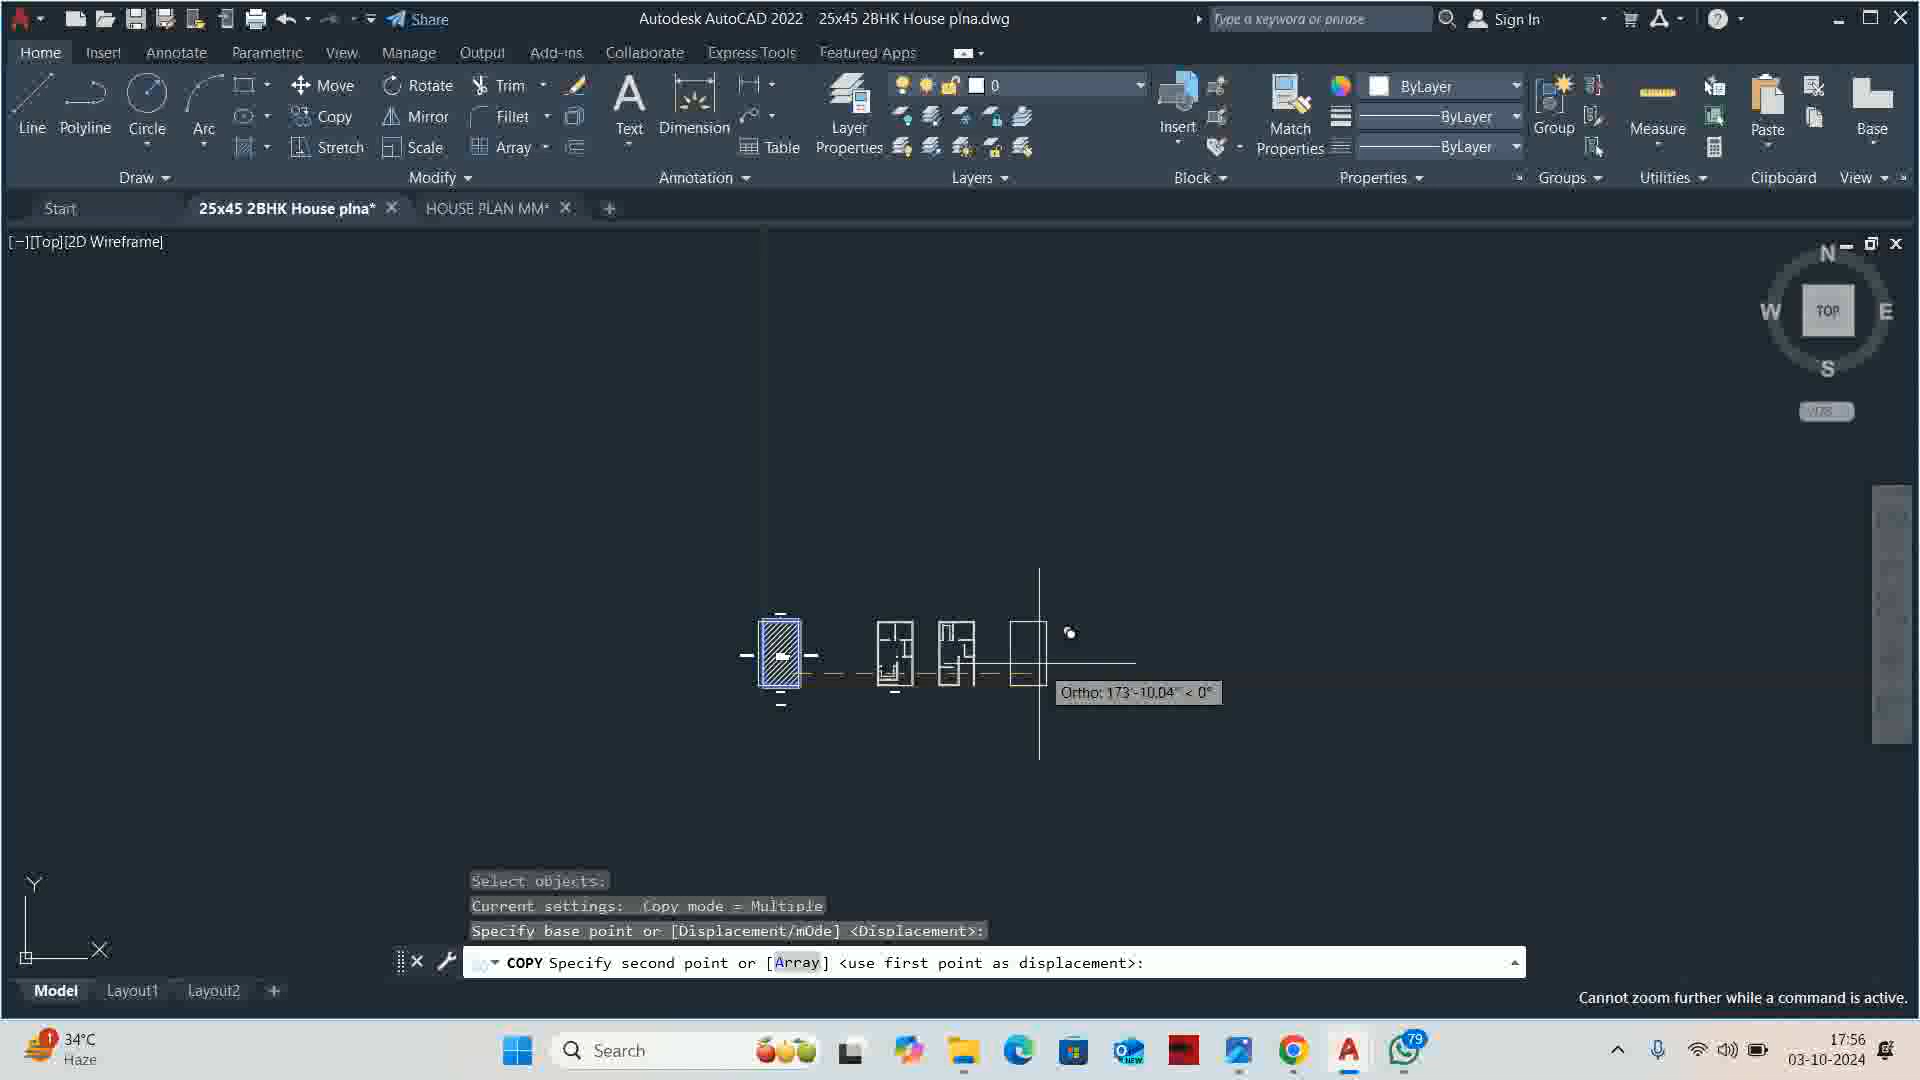 Share
Autodesk AutoCAD 2022 25x45 2BHK House plna.dwg
Type a keyword or phrase
Sign In
Home Insert Annotate Parametric View Manage Output Add-ins Collaborate Express Tools Featured Apps
Line Polyline Circle Arc
Move Rotate Trim
Copy Mirror Fillet
Stretch Scale Array
Text Dimension Table
Layer Properties
0
Insert
Match Properties
ByLayer
ByLayer
ByLayer
Group Measure Paste Base
Draw Modify Annotation Layers Block Properties Groups Utilities Clipboard View
Start 25x45 2BHK House plna* HOUSE PLAN MM*
[−][Top][2D Wireframe]
N
W TOP E
S
Ortho: 173'-10.04" < 0°
Select objects:
Current settings: Copy mode = Multiple
Specify base point or [Displacement/mOde] <Displacement>:
COPY Specify second point or [Array] <use first point as displacement>:
Y
X
Model Layout1 Layout2
Cannot zoom further while a command is active.
1
34°C
Haze
Search
NEW
79
17:56
03-10-2024